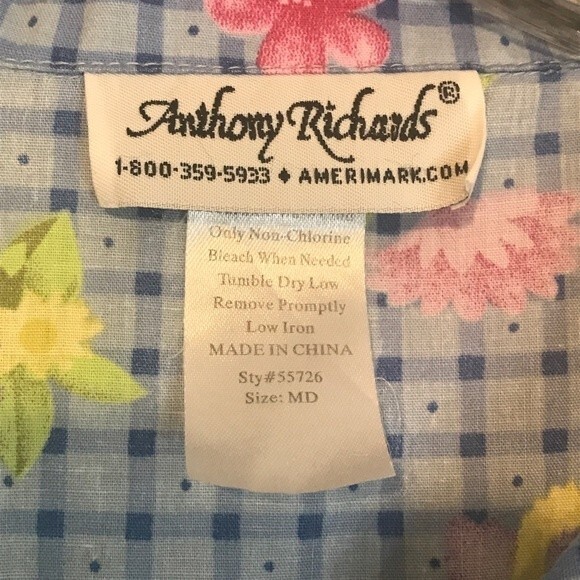 Anthony Richards®
1-800-359-5933 ♦ AMERIMARK.COM
Only Non-Chlorine
Bleach When Needed
Tumble Dry Low
Remove Promptly
Low Iron
MADE IN CHINA
Sty#55726
Size: MD